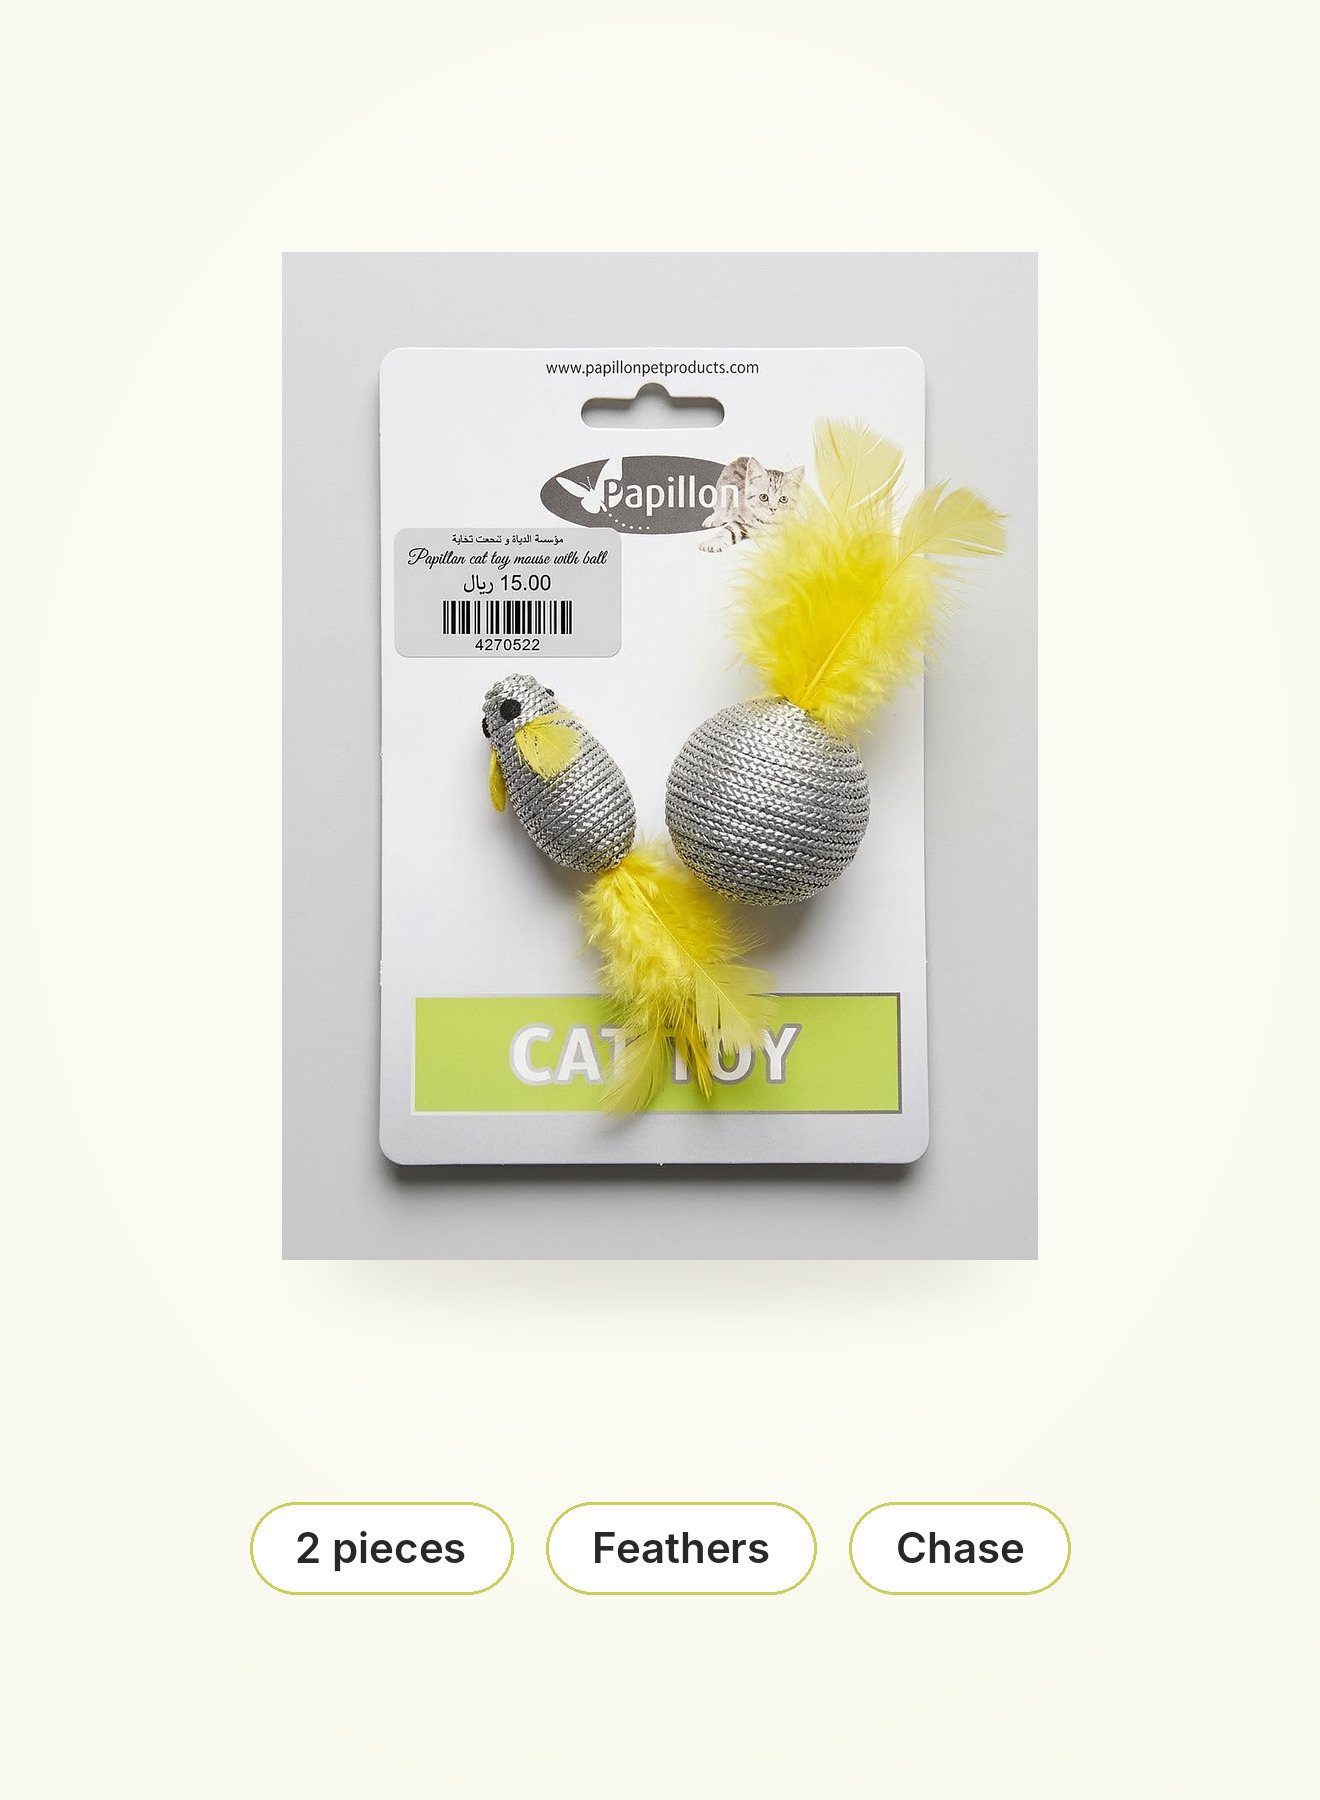 www.papillonpetproducts.com
Papillon
مؤسسة الدياة و تنحعت تخاية
Papillon cat toy mouse with ball
15.00 ريال
4270522
CAT TOY
2 pieces
Feathers
Chase